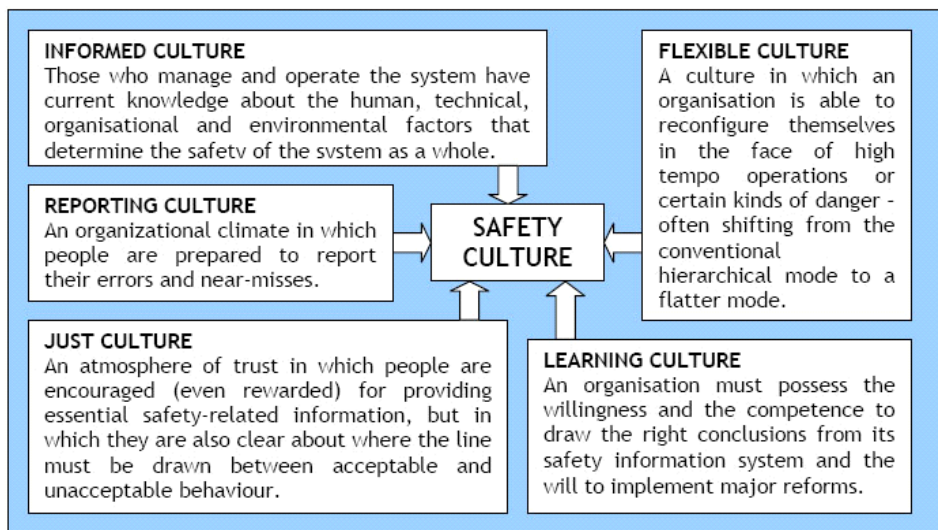 INFORMED CULTURE
Those who manage and operate the system have
current knowledge about the human, technical,
organisational and environmental factors that
determine the safety of the system as a whole.
REPORTING CULTURE
An organizational climate in which
people are prepared to report
their errors and near-misses.
JUST CULTURE
An atmosphere of trust in which people are
encouraged (even rewarded) for providing
essential safety-related information, but in
which they are also clear about where the line
must be drawn between acceptable and
unacceptable behaviour.
SAFETY
CULTURE
FLEXIBLE CULTURE
A culture in which an
organisation is able to
reconfigure themselves
in the face of high
tempo operations or
certain kinds of danger -
often shifting from the
conventional
hierarchical mode to a
flatter mode.
LEARNING CULTURE
An organisation must possess the
willingness and the competence to
draw the right conclusions from its
safety information system and the
will to implement major reforms.